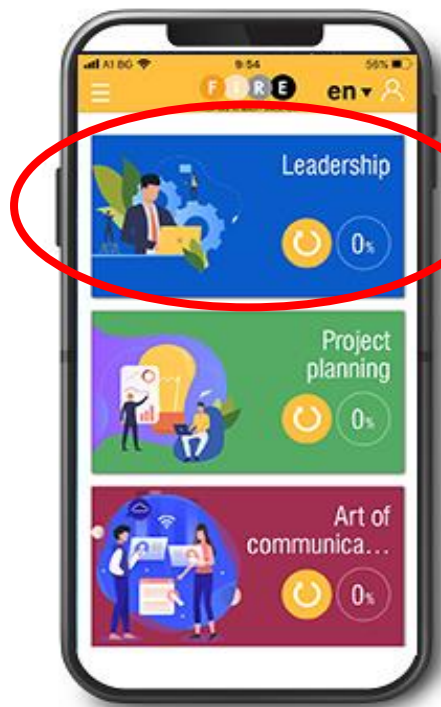 A1 BG 9:54 56%
FIRE en
Leadership
0%
Project
planning
0%
Art of
communica...
0%